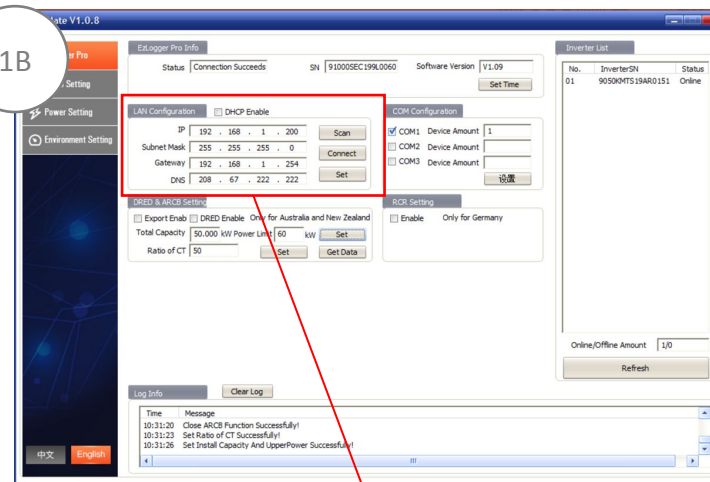 ate V1.0.8
1B
er Pro
Setting
Power Setting
Environment Setting
中文 English
EzLogger Pro Info
Status Connection Succeeds SN 91000SEC199L0060 Software Version V1.09
Set Time
LAN Configuration DHCP Enable
IP 192 . 168 . 1 . 200 Scan
Subnet Mask 255 . 255 . 255 . 0
Connect
Gateway 192 . 168 . 1 . 254
DNS 208 . 67 . 222 . 222 Set
COM Configuration
COM1 Device Amount 1
COM2 Device Amount
COM3 Device Amount
设置
DRED & ARCB Setting
Export Enab DRED Enable Only for Australia and New Zealand
Total Capacity 50.000 kW Power Limit 60 kW Set
Ratio of CT 50 Set Get Data
RCR Setting
Enable Only for Germany
Inverter List
No. InverterSN Status
01 9050KMTS19AR0151 Online
Online/Offline Amount 1/0
Refresh
Log Info Clear Log
Time Message
10:31:20 Close ARCB Function Successfully!
10:31:23 Set Ratio of CT Successfully!
10:31:26 Set Install Capacity And UpperPower Successfully!